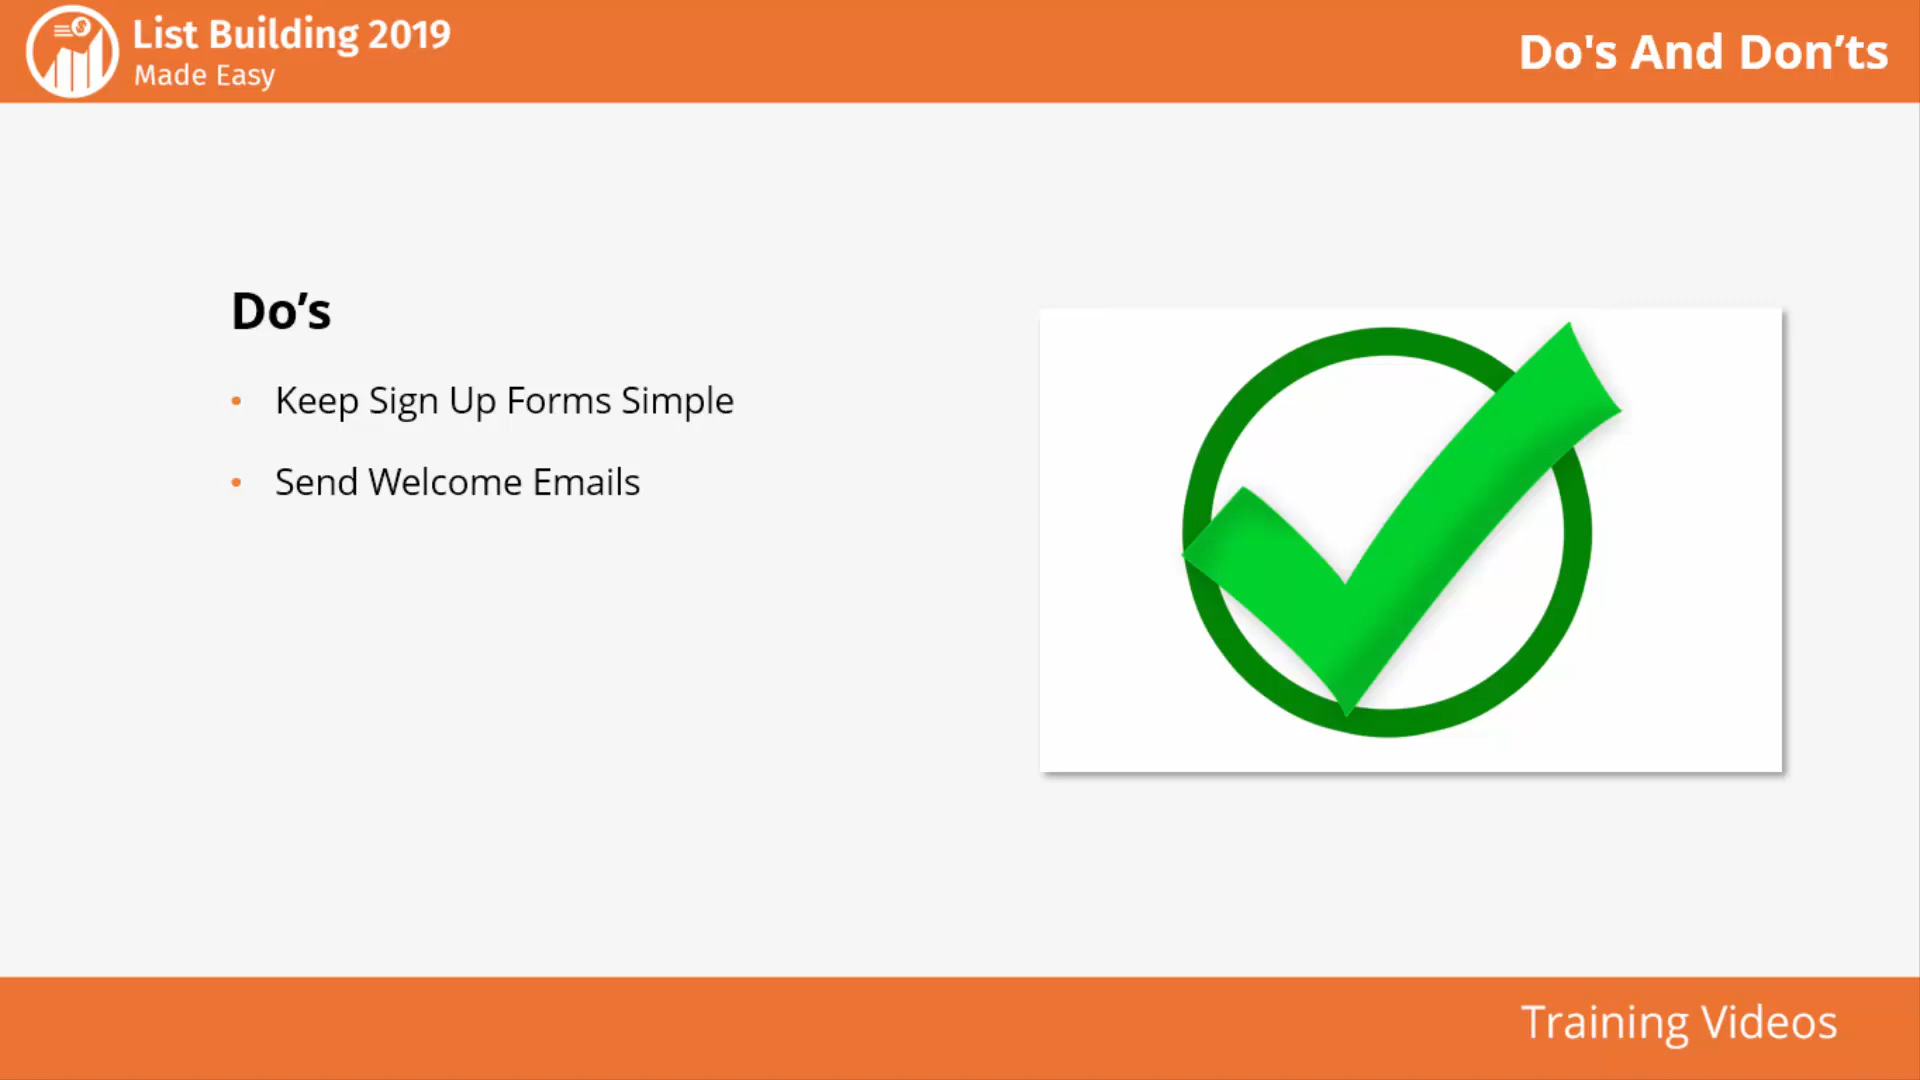 List Building 2019
Made Easy
Do's And Don’ts
Do’s
• Keep Sign Up Forms Simple
• Send Welcome Emails
Training Videos